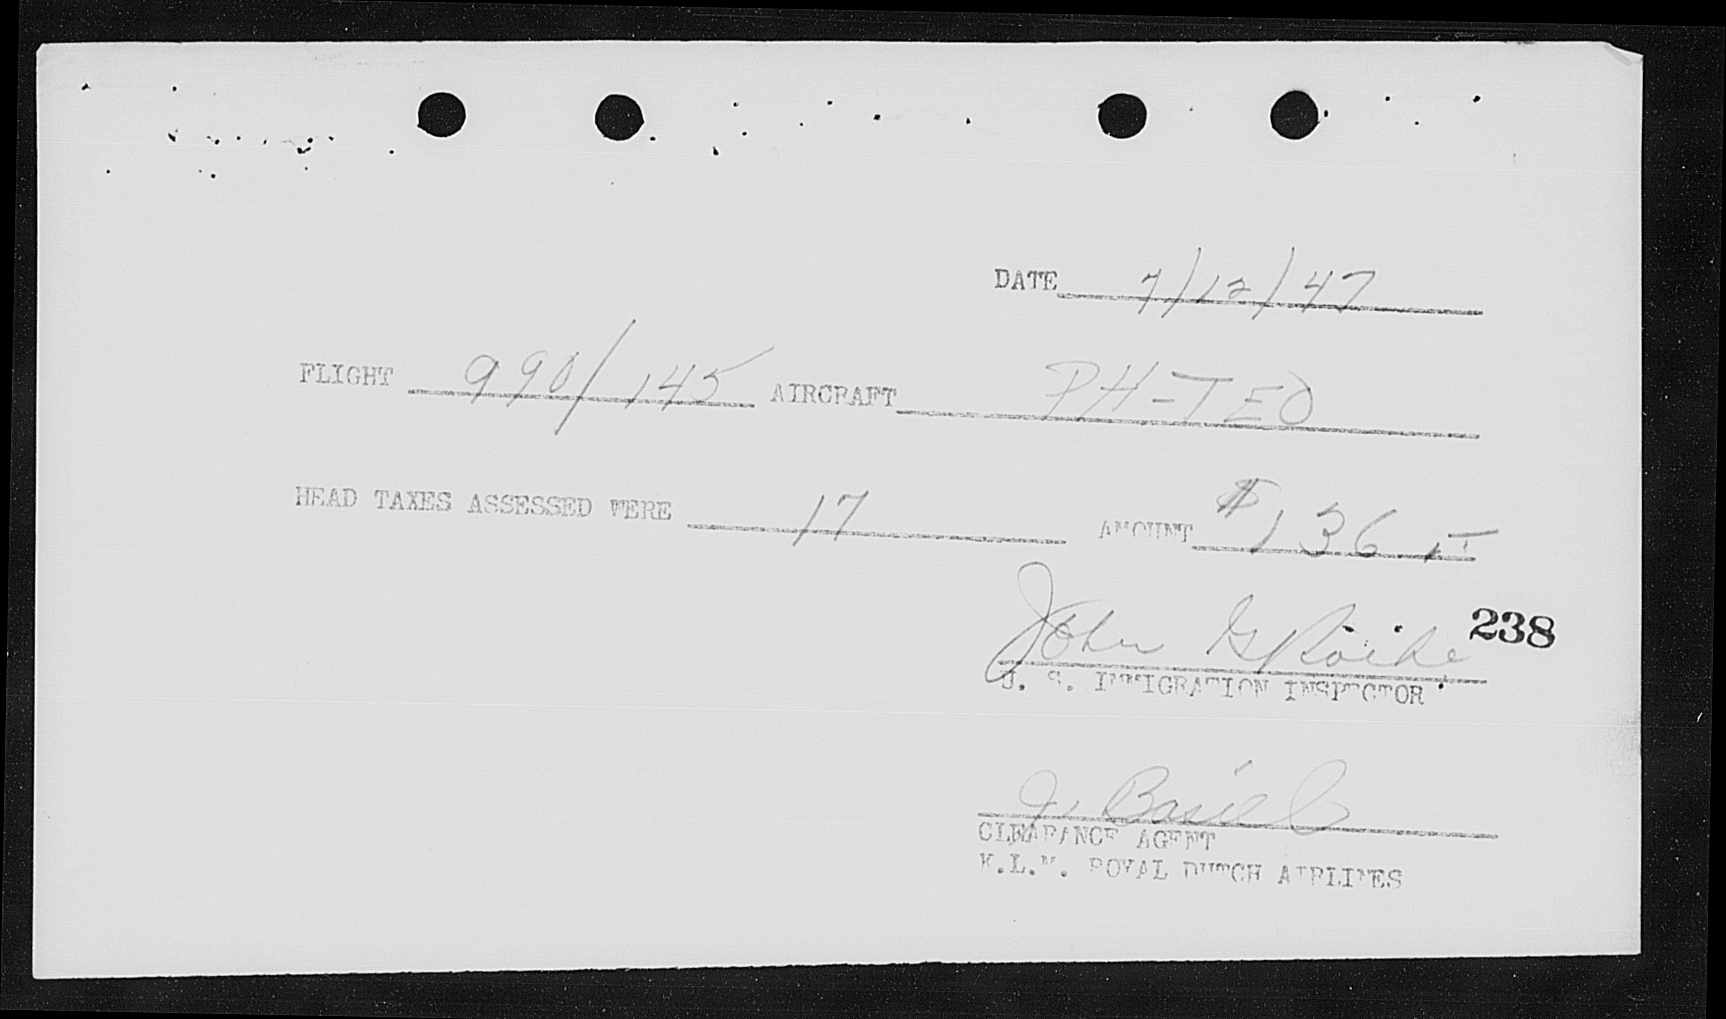 DATE 7/12/47
FLIGHT 990/145 AIRCRAFT PH-TEO
HEAD TAXES ASSESSED WERE 17 AMOUNT $136
John G
238
U. S. IMMIGRATION INSPECTOR
J. 
CLEARANCE AGENT
K.L.M. ROYAL DUTCH AIRLINES